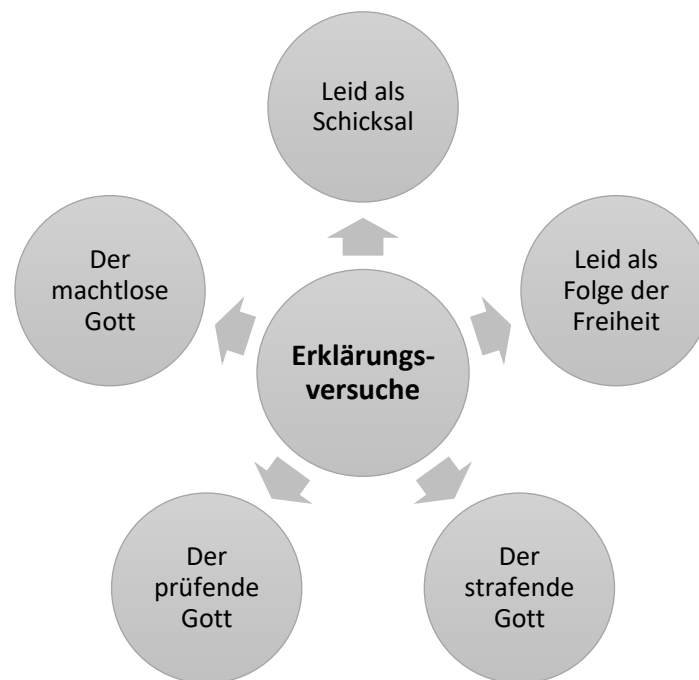 Leid als
Schicksal
Der
machtlose
Gott
Leid als
Folge der
Freiheit
Erklärungs-
versuche
Der
prüfende
Gott
Der
strafende
Gott